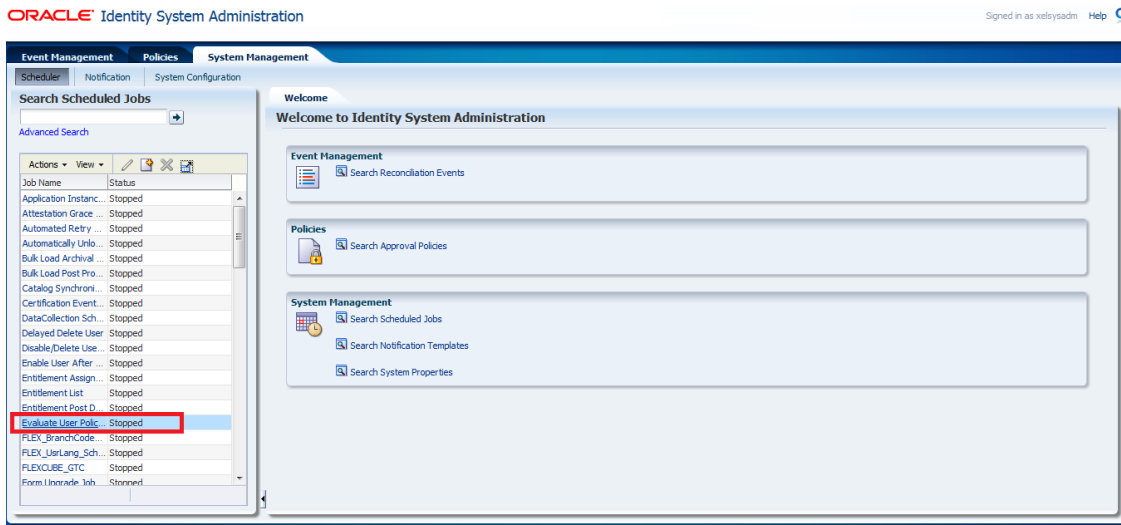 ORACLE Identity System Administration
Signed in as xelsysadm Help
Event Management Policies System Management
Scheduler Notification System Configuration
Search Scheduled Jobs
Advanced Search
Actions View
Job Name Status
Application Instanc... Stopped
Attestation Grace ... Stopped
Automated Retry ... Stopped
Automatically Unlo... Stopped
Bulk Load Archival ... Stopped
Bulk Load Post Pro... Stopped
Catalog Synchroni... Stopped
Certification Event... Stopped
DataCollection Sch... Stopped
Delayed Delete User Stopped
Disable/Delete Use... Stopped
Enable User After ... Stopped
Entitlement Assign... Stopped
Entitlement List Stopped
Entitlement Post D... Stopped
Evaluate User Polic... Stopped
FLEX_BranchCode... Stopped
FLEX_UsrLang_Sch... Stopped
FLEXCUBE_GTC Stopped
Form Upgrade Job Stopped
Welcome
Welcome to Identity System Administration
Event Management
Search Reconciliation Events
Policies
Search Approval Policies
System Management
Search Scheduled Jobs
Search Notification Templates
Search System Properties